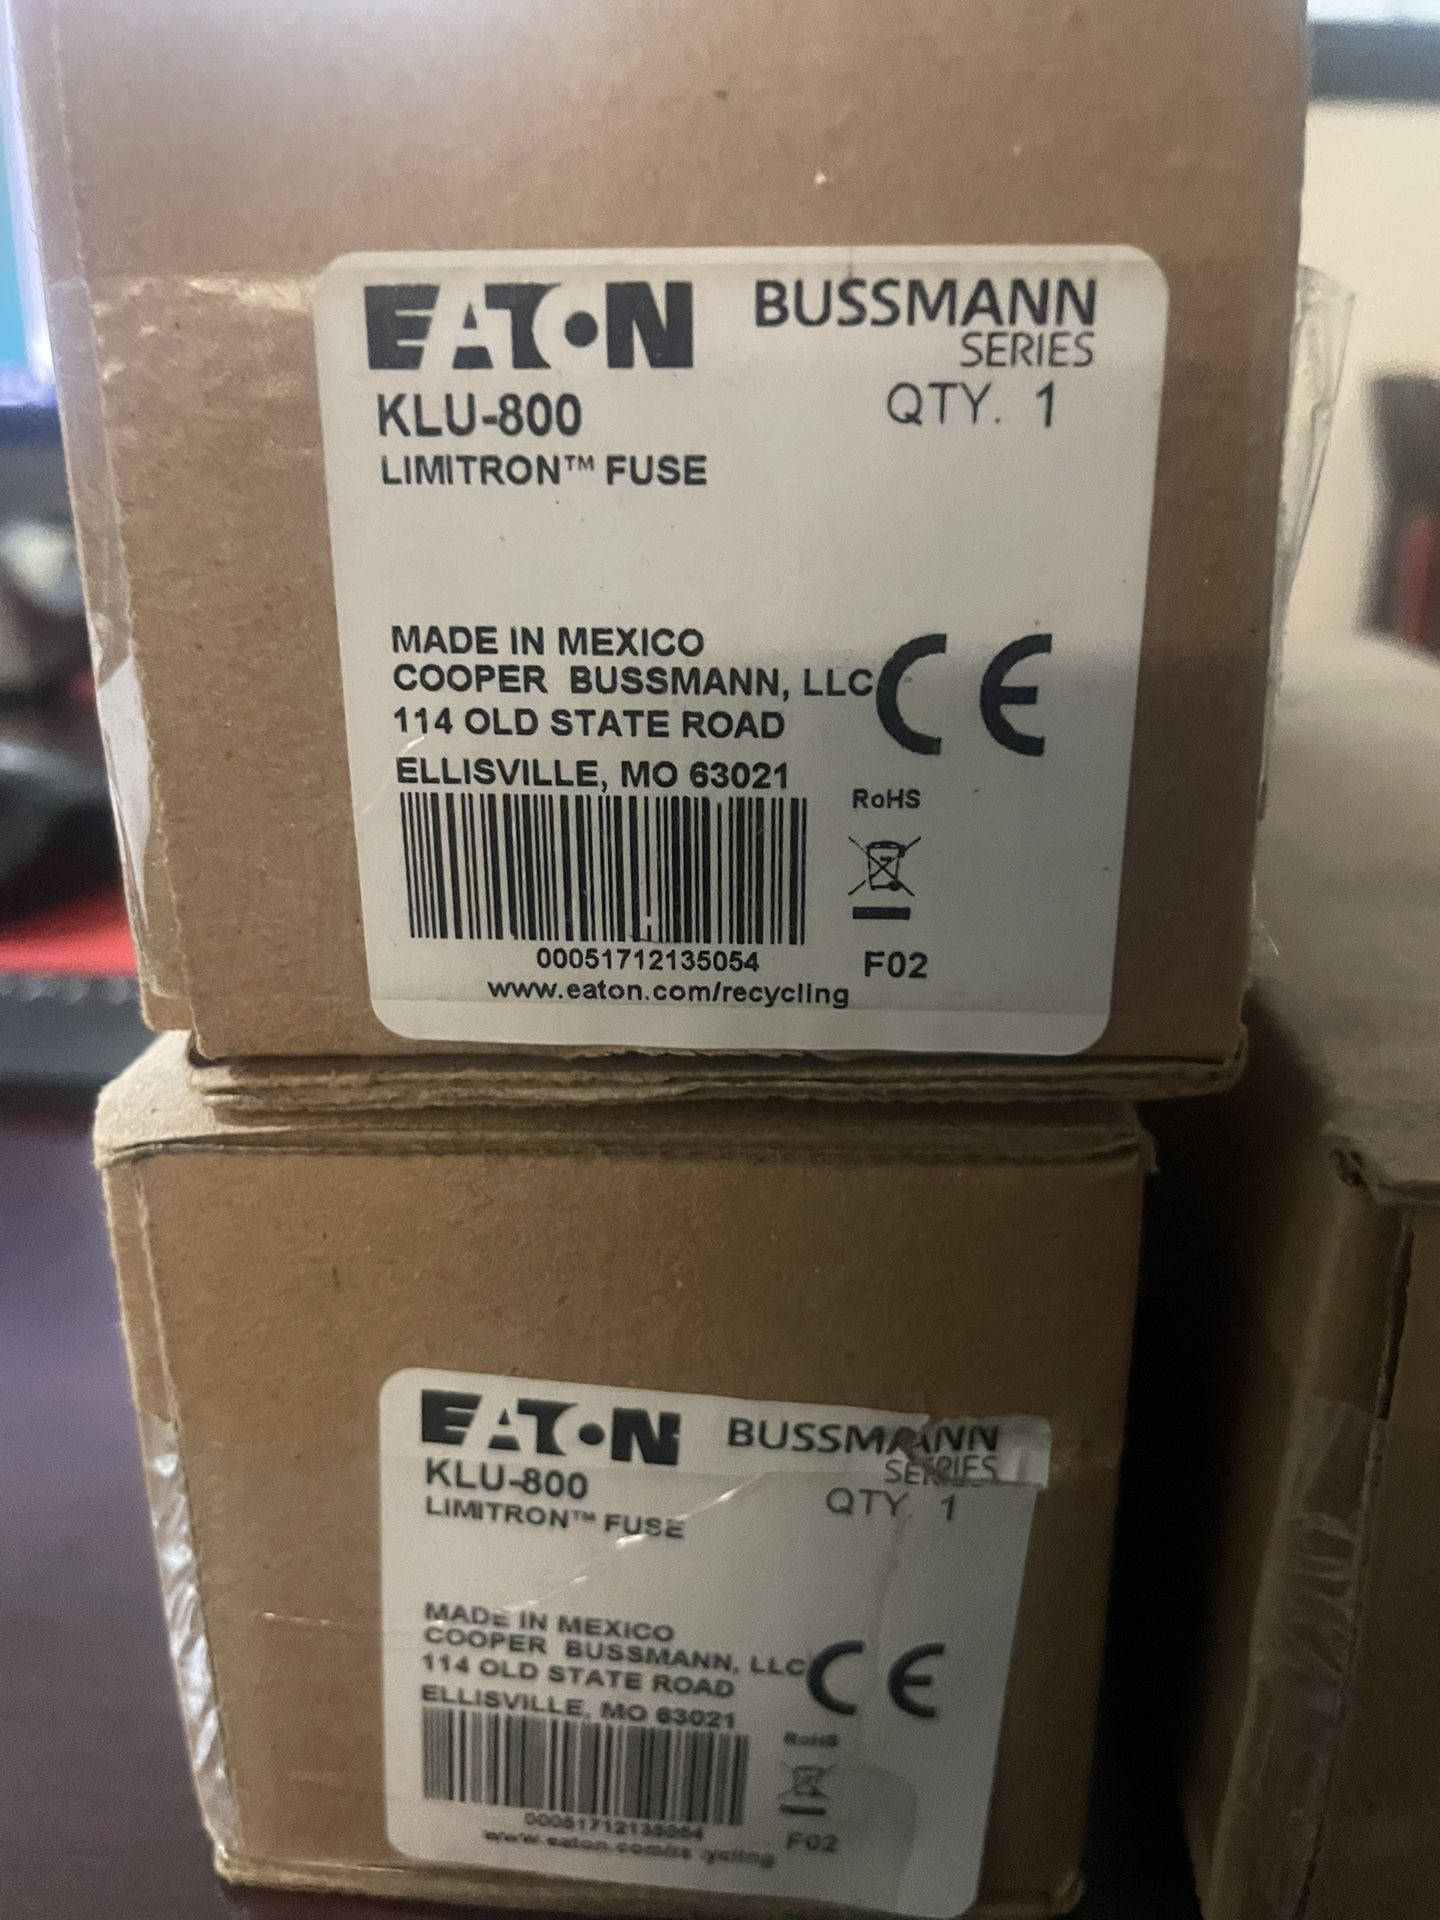 EATON BUSSMANN
SERIES
KLU-800 QTY. 1
LIMITRON™ FUSE
MADE IN MEXICO
COOPER BUSSMANN, LLC CE
114 OLD STATE ROAD
ELLISVILLE, MO 63021
RoHS
00051712135054 F02
www.eaton.com/recycling
EATON BUSSMANN
SERIES
KLU-800 QTY. 1
LIMITRON™ FUSE
MADE IN MEXICO
COOPER BUSSMANN, LLC CE
114 OLD STATE ROAD
ELLISVILLE, MO 63021
RoHS
00051712135054 F02